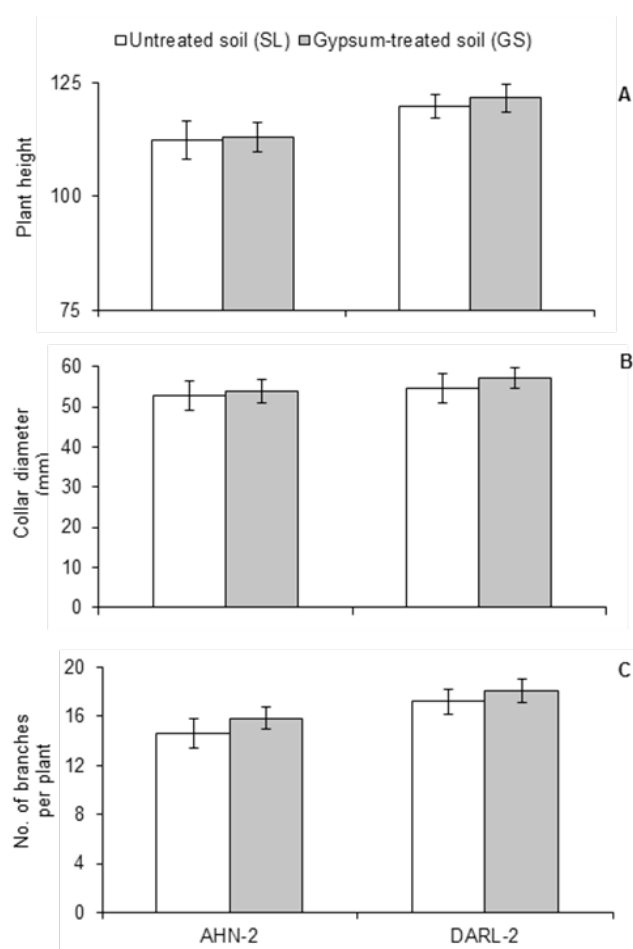 Untreated soil (SL) Gypsum-treated soil (GS)
A
125
100
75
Plant height
B
60
50
40
30
20
10
0
Collar diameter
(mm)
C
20
16
12
8
4
0
No. of branches
per plant
AHN-2 DARL-2